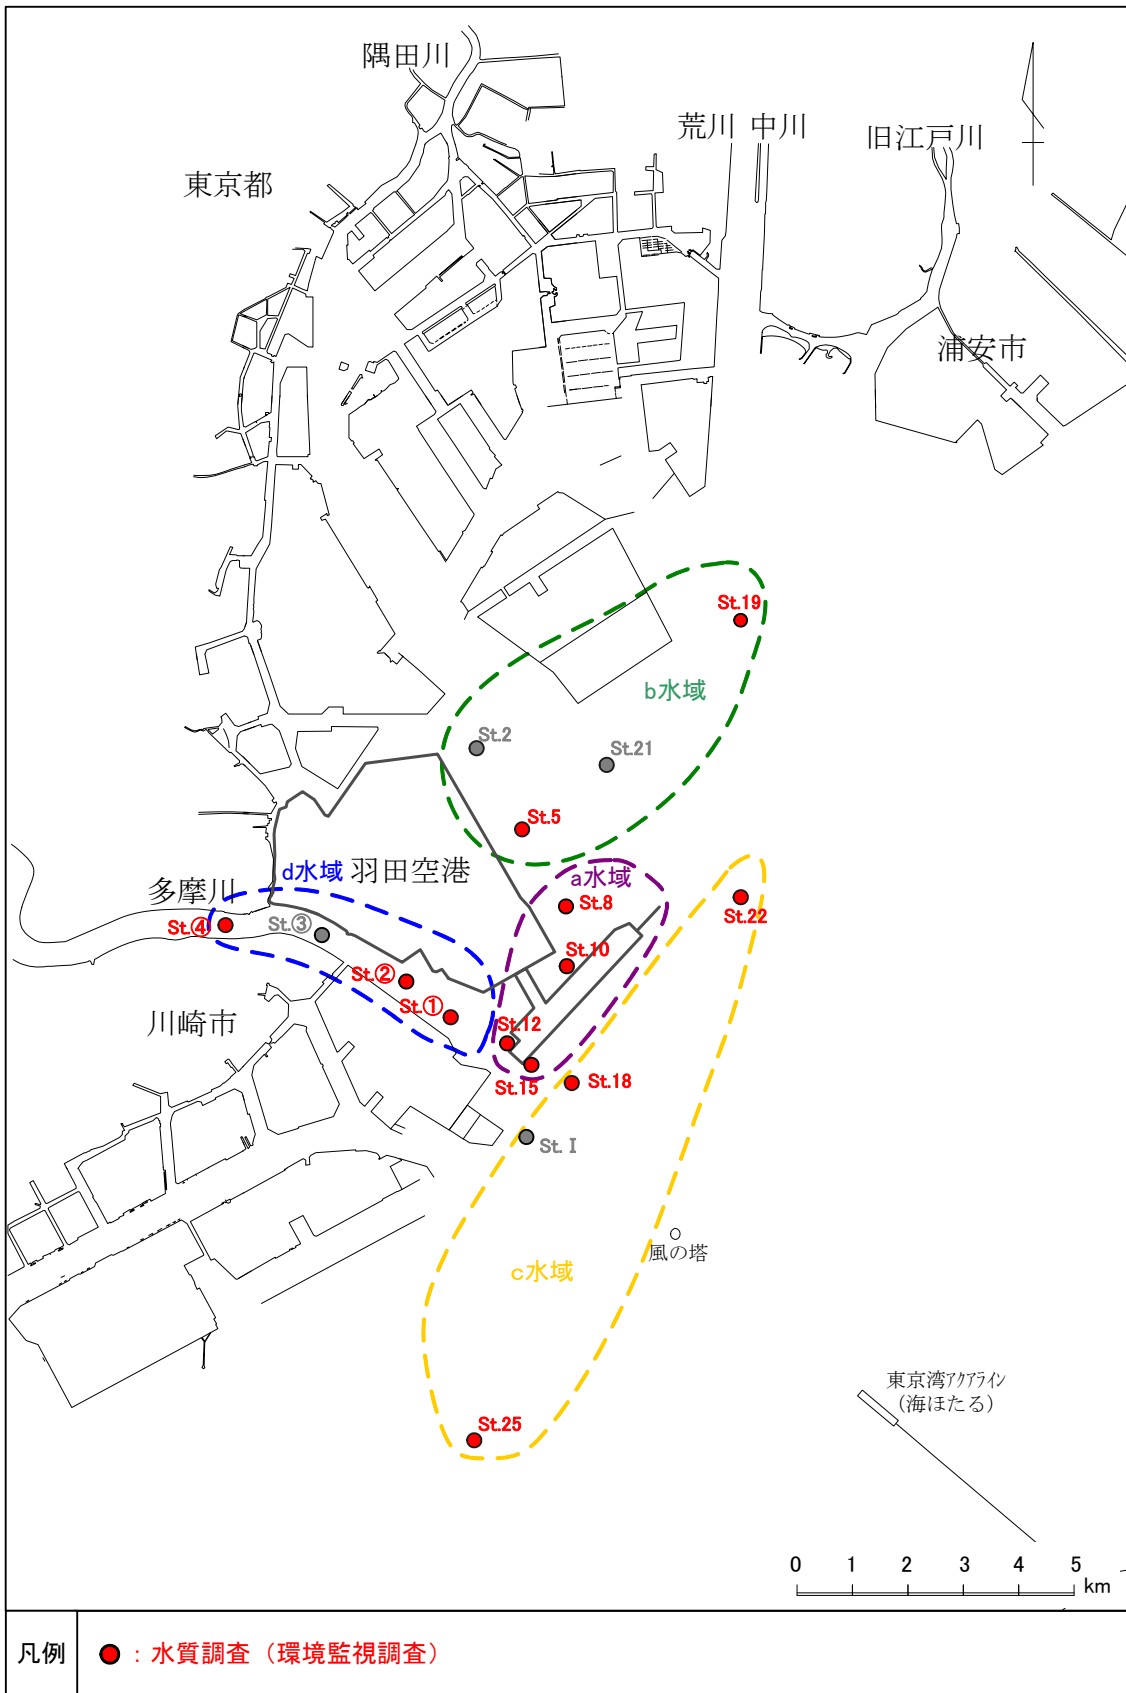 隅田川
荒川 中川
旧江戸川
東京都
浦安市
St.19
b水域
St.2
St.21
St.5
d水域 羽田空港
a水域
多摩川
St.8
St.22
St.④
St.③
St.10
St.②
St.①
川崎市
St.12
St.15
St.18
St.Ⅰ
風の塔
c水域
東京湾アクアライン
（海ほたる）
St.25
0 1 2 3 4 5
km
凡例
：水質調査（環境監視調査）